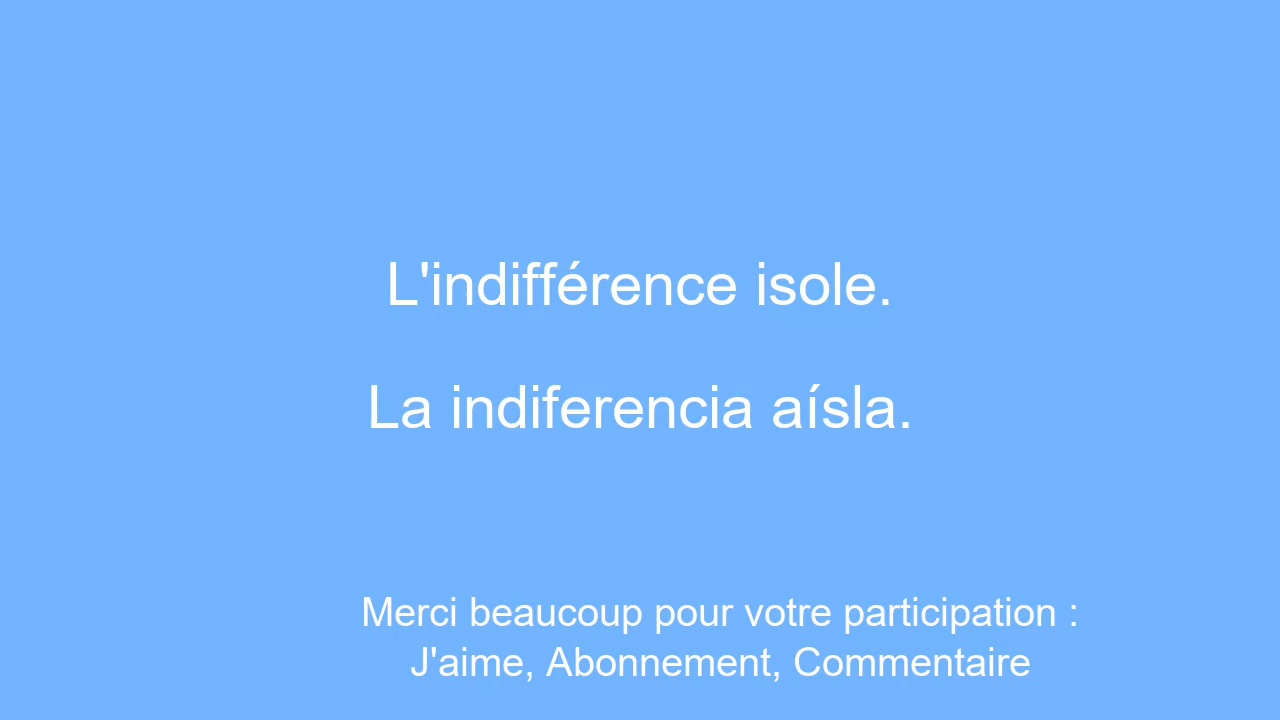 L'indifférence isole.
La indiferencia aísla.
Merci beaucoup pour votre participation :
J'aime, Abonnement, Commentaire